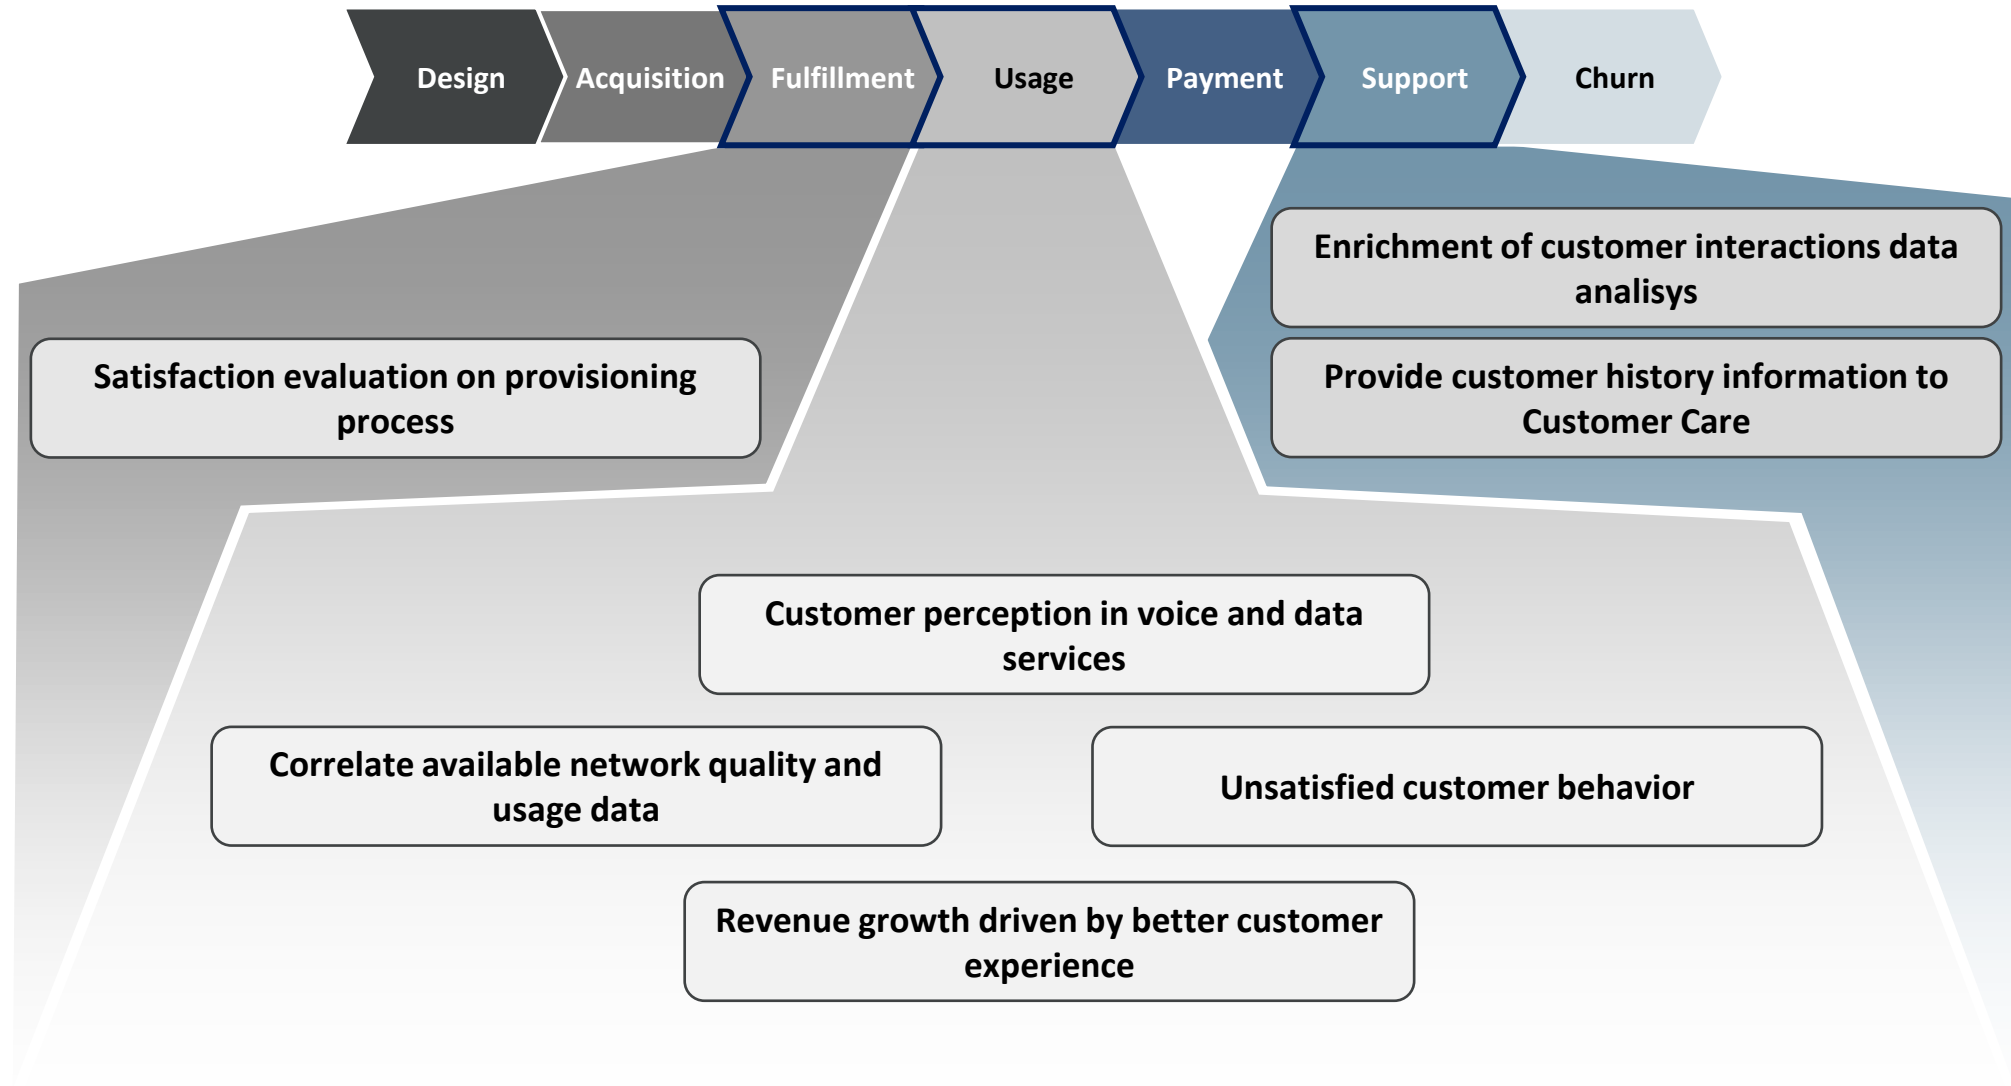 Design
Acquisition
Fulfillment
Usage
Payment
Support
Churn
Enrichment of customer interactions data
analisys
Satisfaction evaluation on provisioning
process
Provide customer history information to
Customer Care
Customer perception in voice and data
services
Correlate available network quality and
usage data
Unsatisfied customer behavior
Revenue growth driven by better customer
experience